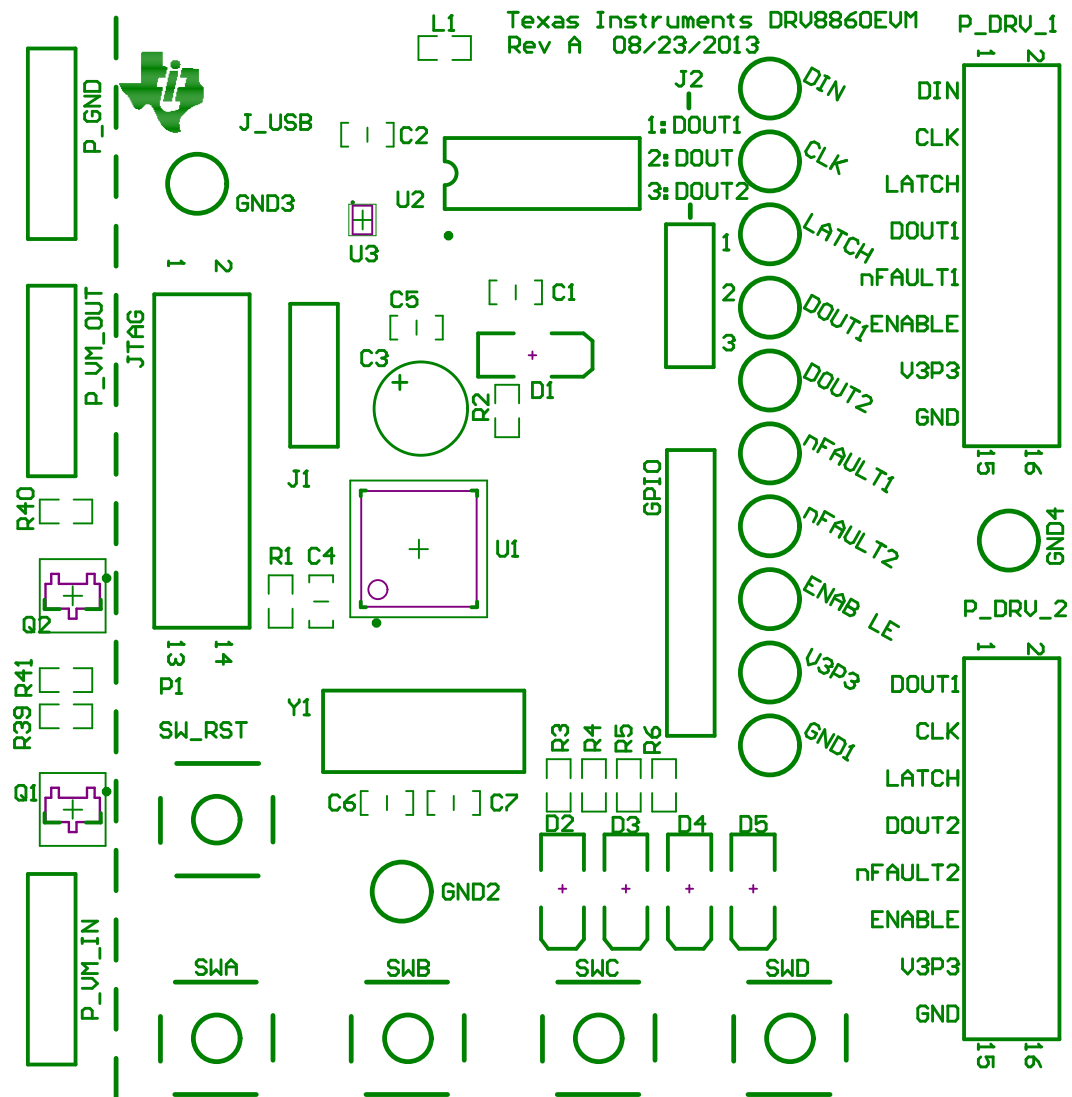 Texas Instruments DRV8860EVM
Rev A 08/23/2013
P_DRV_1
L1
J2
1
2
DIN
DIN
P_GND
J_USB
C2
1: DOUT1
CLK
CLK
2: DOUT
3: DOUT2
LATCH
LATCH
GND3
U2
U3
1
DOUT1
DOUT1
1
2
C5
C1
2
nFAULT1
P_VM_OUT
JTAG
ENABLE
3
C3
V3P3
D1
DOUT2
R2
GND
nFAULT1
J1
GPIO
15
16
R40
nFAULT2
GND4
R1
C4
U1
ENAB LE
P_DRV_2
Q2
13
14
1
2
V3P3
R41
P1
DOUT1
Y1
R39
SW_RST
R3
R4
R5
R6
GND1
CLK
LATCH
Q1
C6
C7
D2
D3
D4
D5
DOUT2
nFAULT2
GND2
ENABLE
P_VM_IN
SWA
SWB
SWC
SWD
V3P3
GND
15
16